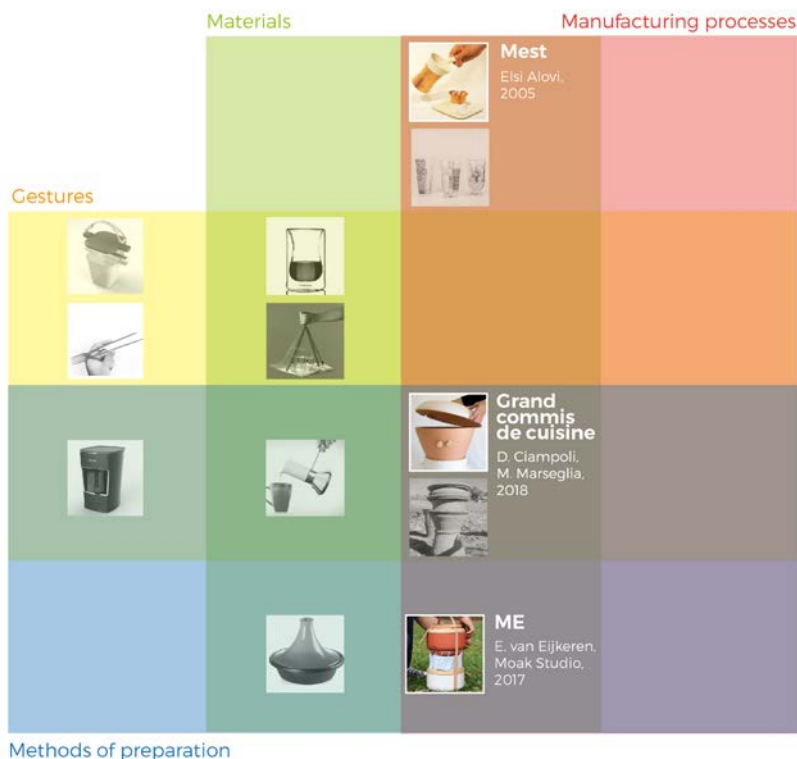 Materials
Manufacturing processes
Mest
Elsi Alovi,
2005
Gestures
Grand
commis
de cuisine
D. Ciampoli,
M. Marseglia,
2018
ME
E. van Eijkeren,
Moak Studio,
2017
Methods of preparation